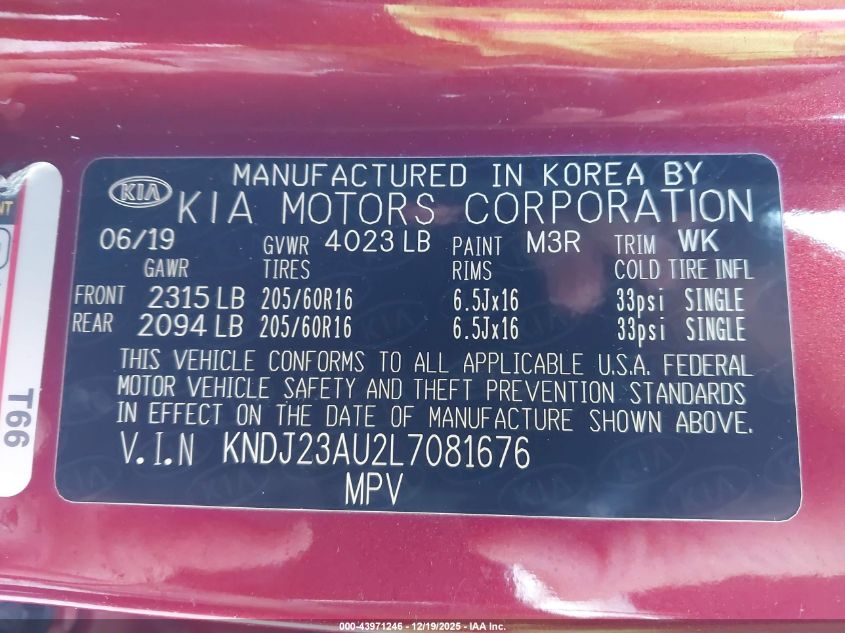 MANUFACTURED IN KOREA BY
KIA KIA MOTORS CORPORATION
06/19 GVWR 4023 LB PAINT M3R TRIM WK
GAWR TIRES RIMS COLD TIRE INFL
FRONT 2315 LB 205/60R16 6.5Jx16 33psi SINGLE
REAR 2094 LB 205/60R16 6.5Jx16 33psi SINGLE
THIS VEHICLE CONFORMS TO ALL APPLICABLE U.S.A. FEDERAL
MOTOR VEHICLE SAFETY AND THEFT PREVENTION STANDARDS
IN EFFECT ON THE DATE OF MANUFACTURE SHOWN ABOVE.
V.I.N KNDJ23AU2L7081676
MPV
T66
000-43971246 - 12/19/2025 - IAA Inc.